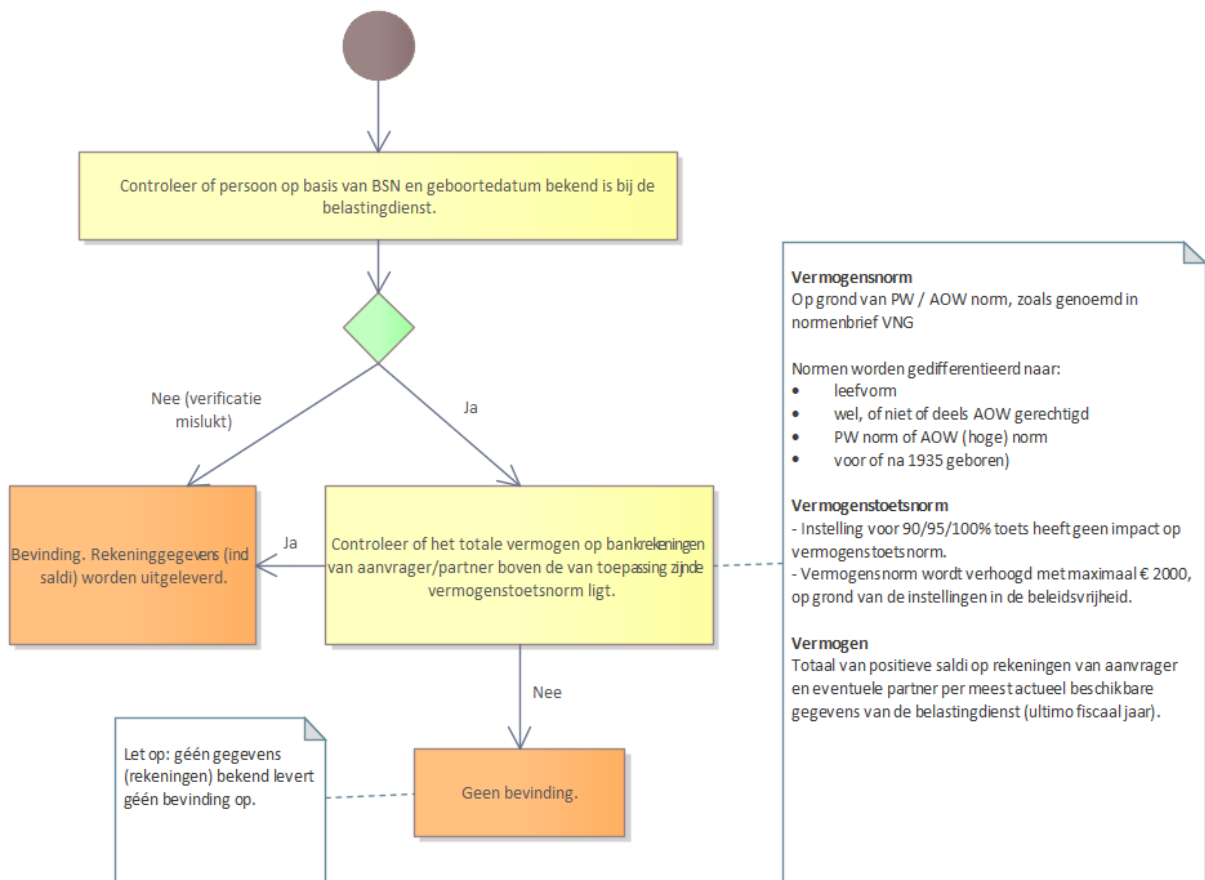 Controleer of persoon op basis van BSN en geboortedatum bekend is bij de
belastingdienst.
Nee (verificatie
mislukt)
Ja
Bevinding. Rekeninggegevens (ind
saldi) worden uitgeleverd.
Ja
Controleer of het totale vermogen op bankrekeningen
van aanvrager/partner boven de van toepassing zijnde
vermogenstoetsnorm ligt.
Nee
Geen bevinding.
Let op: géén gegevens
(rekeningen) bekend levert
géén bevinding op.
Vermogensnorm
Op grond van PW / AOW norm, zoals genoemd in
normenbrief VNG
Normen worden gedifferentieerd naar:
• leefvorm
• wel, of niet of deels AOW gerechtigd
• PW norm of AOW (hoge) norm
• voor of na 1935 geboren)
Vermogenstoetsnorm
- Instelling voor 90/95/100% toets heeft geen impact op
vermogenstoetsnorm.
- Vermogensnorm wordt verhoogd met maximaal € 2000,
op grond van de instellingen in de beleidsvrijheid.
Vermogen
Totaal van positieve saldi op rekeningen van aanvrager
en eventuele partner per meest actueel beschikbare
gegevens van de belastingdienst (ultimo fiscaal jaar).